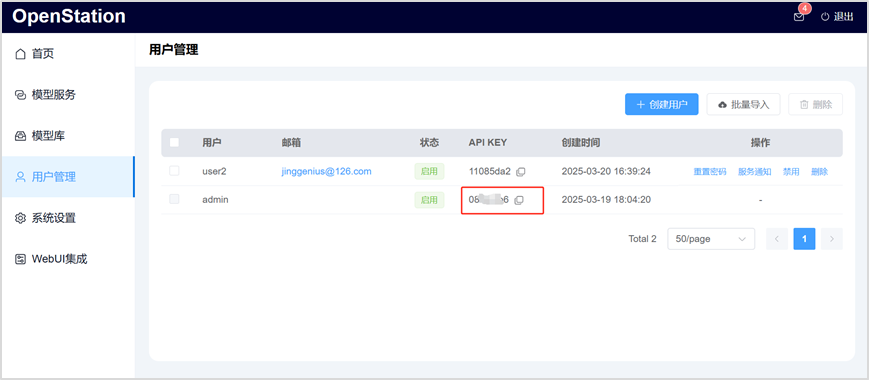 OpenStation
4 退出
首页
模型服务
模型库
用户管理
系统设置
WebUI集成
用户管理
创建用户 批量导入 删除
用户 邮箱 状态 API KEY 创建时间 操作
user2 jinggenius@126.com 启用 11085da2 2025-03-20 16:39:24 重置密码 服务通知 禁用 删除
admin 启用 2025-03-19 18:04:20 -
Total 2 50/page 1